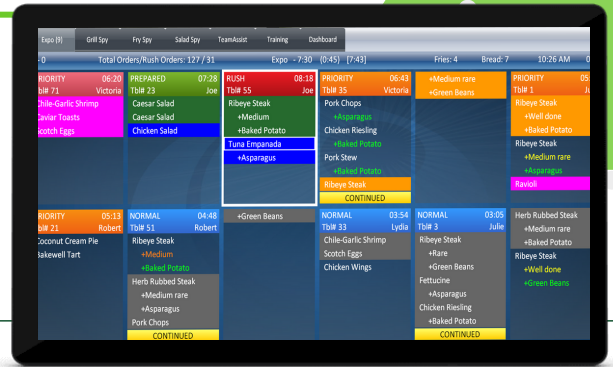 Expo (9) Grill Spy Fry Spy Salad Spy TeamAssist Training Dashboard
- 0 Total Orders/Rush Orders: 127 / 31 Expo - 7:30 (0:45) [7:43] Fries: 4 Bread: 7 10:26 AM
PRIORITY 06:20
Tbl# 71 Victoria
Chile-Garlic Shrimp
Caviar Toasts
Scotch Eggs
PREPARED 07:28
Tbl# 23 Joe
Caesar Salad
Caesar Salad
Chicken Salad
RUSH 08:18
Tbl# 55 Joe
Ribeye Steak
+Medium
+Baked Potato
Tuna Empanada
+Asparagus
PRIORITY 06:43
Tbl# 35 Victoria
Pork Chops
+Asparagus
Chicken Riesling
+Baked Potato
Pork Stew
+Baked Potato
Ribeye Steak
CONTINUED
+Medium rare
+Green Beans
PRIORITY 05:
Tbl# 1
Ribeye Steak
+Well done
+Baked Potato
Ribeye Steak
+Medium rare
+Asparagus
Ravioli
PRIORITY 05:13
Tbl# 21 Robert
Coconut Cream Pie
Bakewell Tart
NORMAL 04:48
Tbl# 51 Robert
Ribeye Steak
+Medium
+Baked Potato
Herb Rubbed Steak
+Medium rare
+Asparagus
Pork Chops
CONTINUED
+Green Beans
NORMAL 03:54
Tbl# 33 Lydia
Chile-Garlic Shrimp
Scotch Eggs
Chicken Wings
NORMAL 03:05
Tbl# 3 Julie
Ribeye Steak
+Rare
+Green Beans
Fettucine
+Asparagus
Chicken Riesling
+Baked Potato
CONTINUED
Herb Rubbed Steak
+Medium rare
+Baked Potato
Ribeye Steak
+Well done
+Green Beans